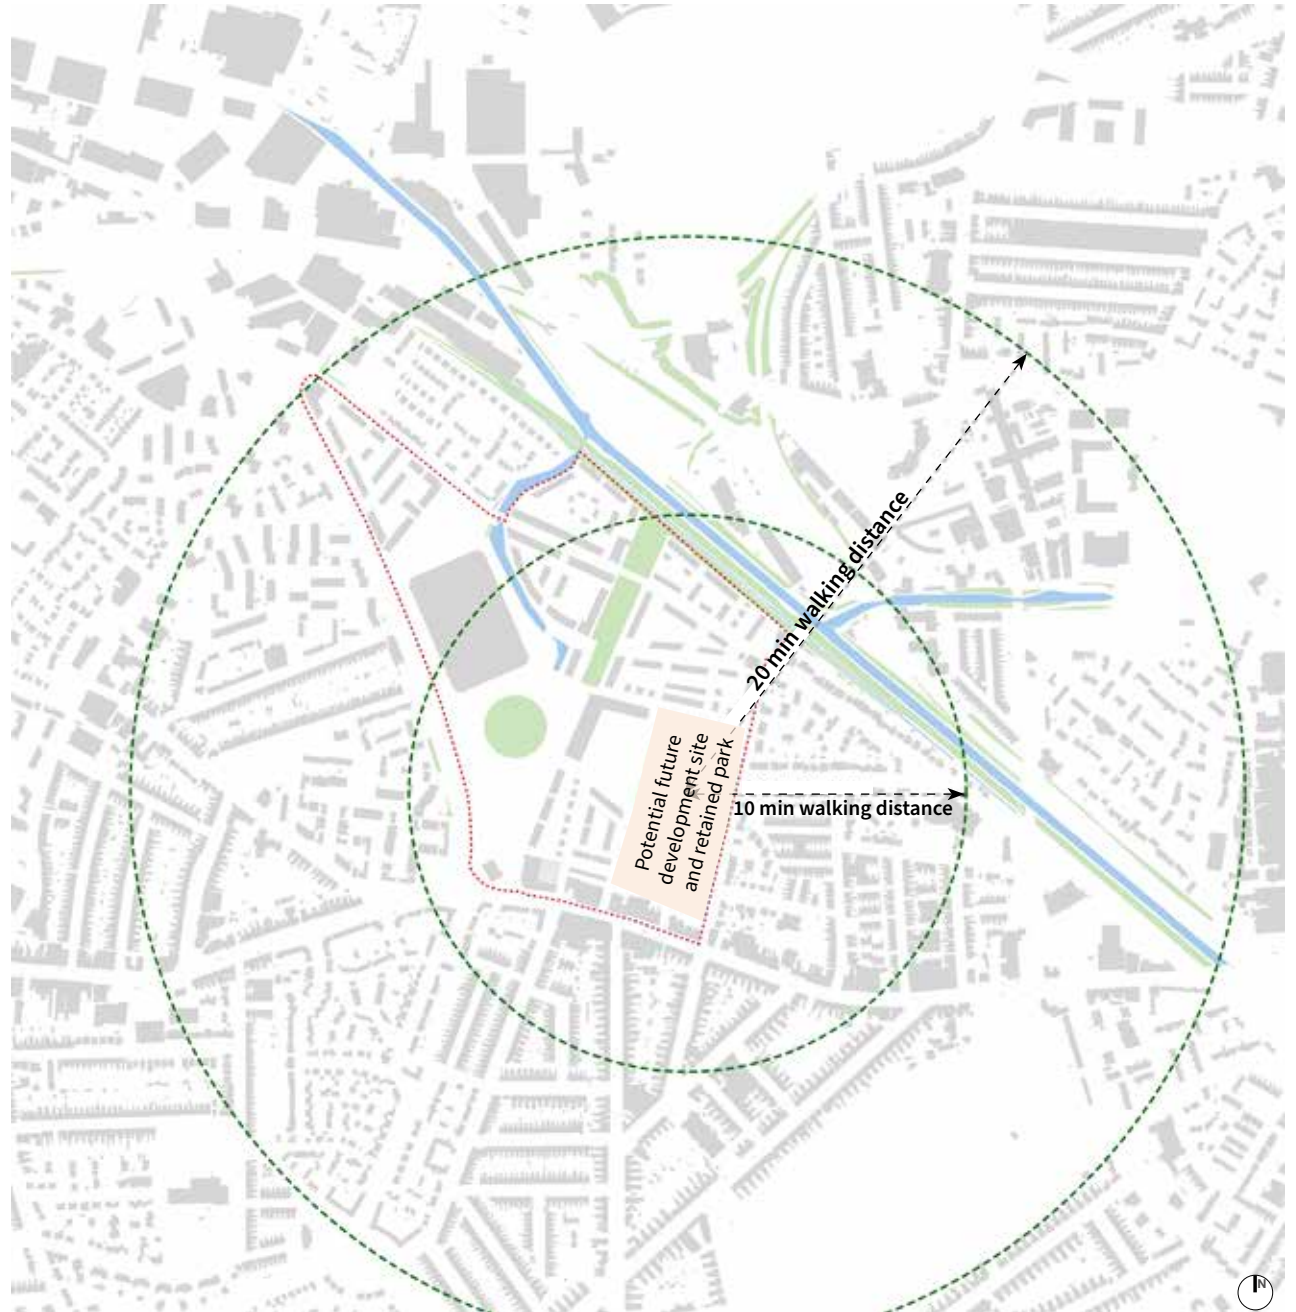 20 min walking distance
Potential future
development site
and retained park
10 min walking distance
N